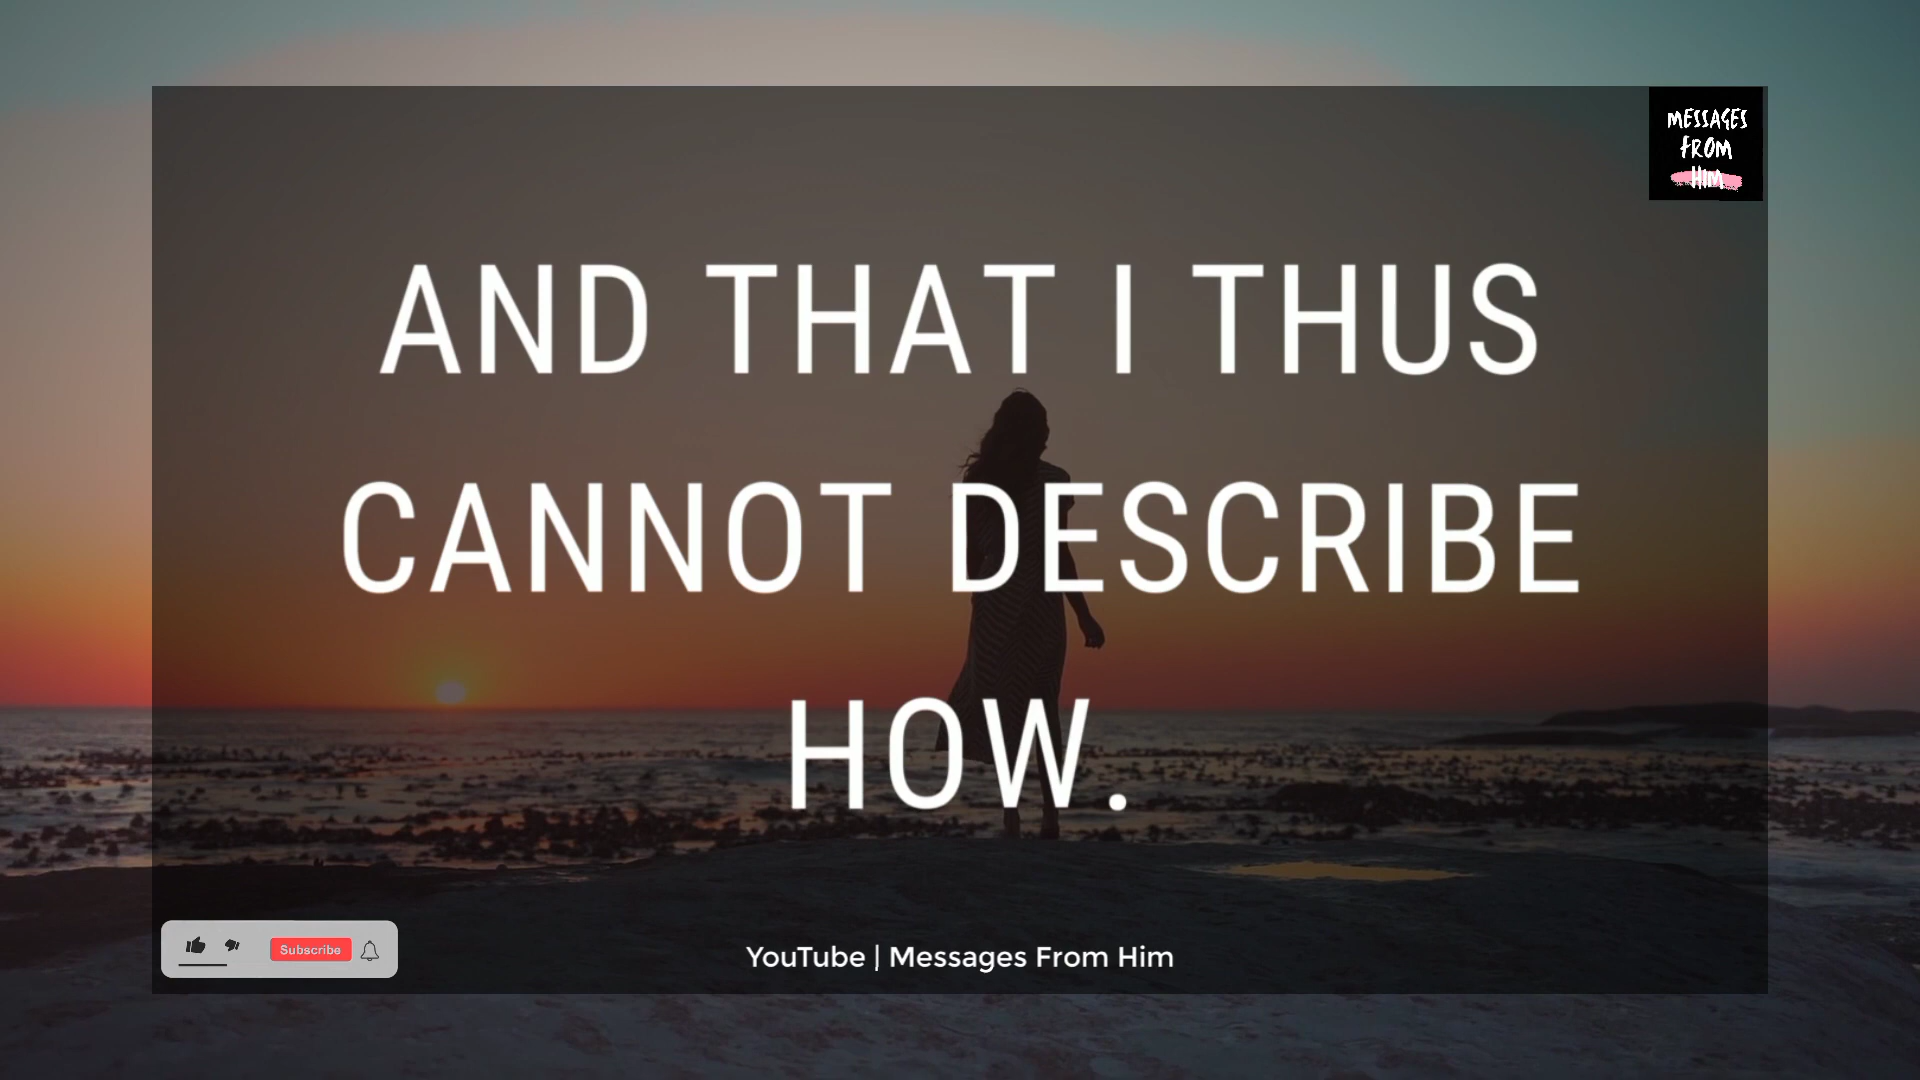 MESSAGES
FROM
HIM
AND THAT I THUS
CANNOT DESCRIBE
HOW.
Subscribe
YouTube | Messages From Him